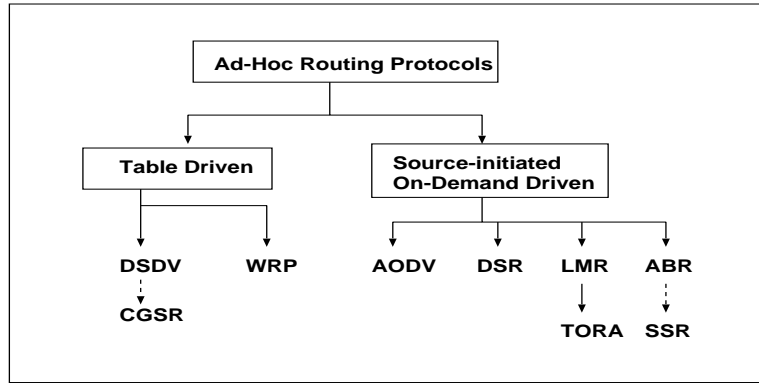 Ad-Hoc Routing Protocols
Table Driven
Source-initiated
On-Demand Driven
DSDV
WRP
AODV
DSR
LMR
ABR
CGSR
TORA
SSR